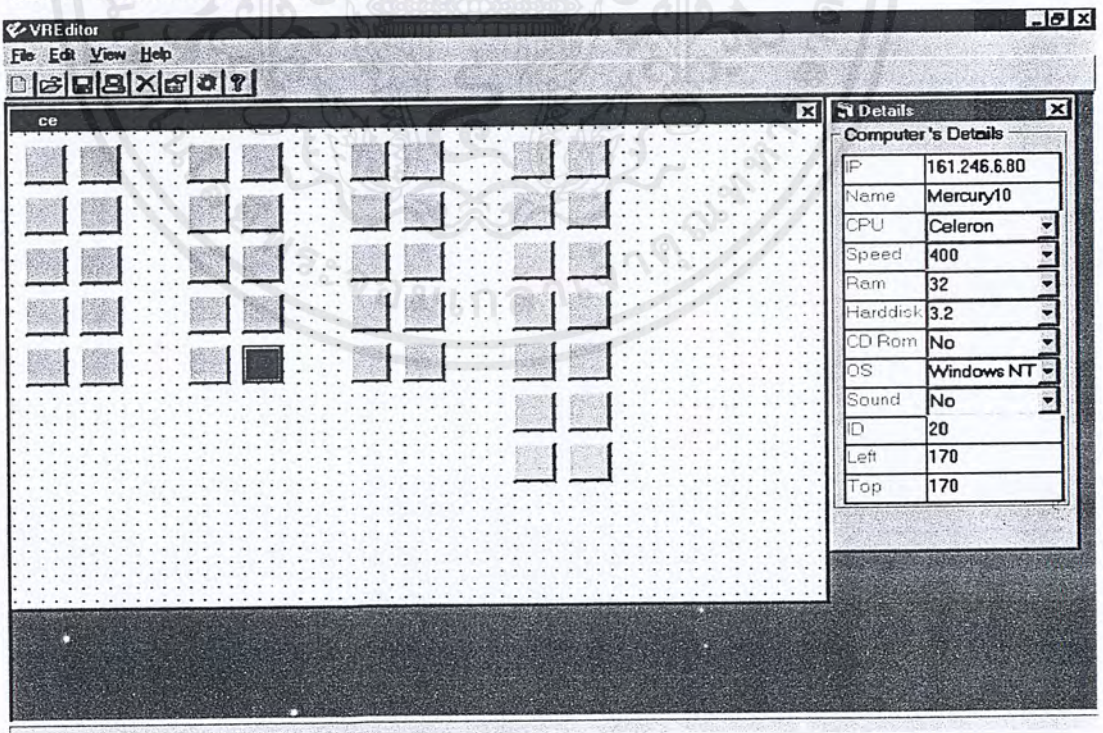 VREditor
File Edit View Help
ce
Details
Computer's Details
IP 161.246.6.80
Name Mercury10
CPU Celeron
Speed 400
Ram 32
Harddisk 3.2
CD Rom No
OS Windows NT
Sound No
ID 20
Left 170
Top 170